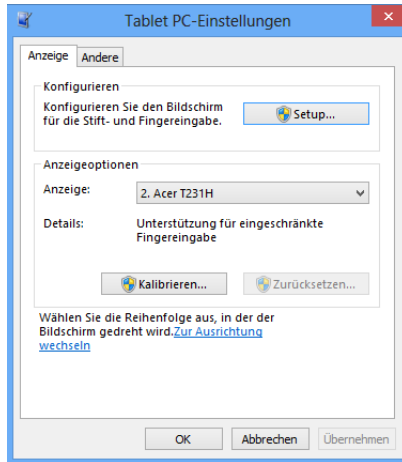 Tablet PC-Einstellungen
Anzeige Andere
Konfigurieren
Konfigurieren Sie den Bildschirm
für die Stift- und Fingereingabe.
Setup...
Anzeigeoptionen
Anzeige: 2. Acer T231H
Details: Unterstützung für eingeschränkte
Fingereingabe
Kalibrieren... Zurücksetzen...
Wählen Sie die Reihenfolge aus, in der der
Bildschirm gedreht wird.Zur Ausrichtung
wechseln
OK Abbrechen Übernehmen